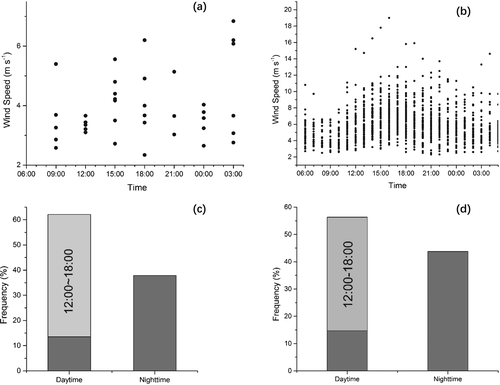 (a)
Wind Speed (m s⁻¹)
6
4
2
06:00 09:00 12:00 15:00 18:00 21:00 00:00 03:00
Time
(b)
Wind Speed (m s⁻¹)
20
18
16
14
12
10
8
6
4
2
06:00 09:00 12:00 15:00 18:00 21:00 00:00 03:00
Time
(c)
Frequency (%)
60
50
40
30
20
10
0
12:00~18:00
Daytime Nighttime
(d)
Frequency (%)
60
50
40
30
20
10
0
12:00-18:00
Daytime Nighttime